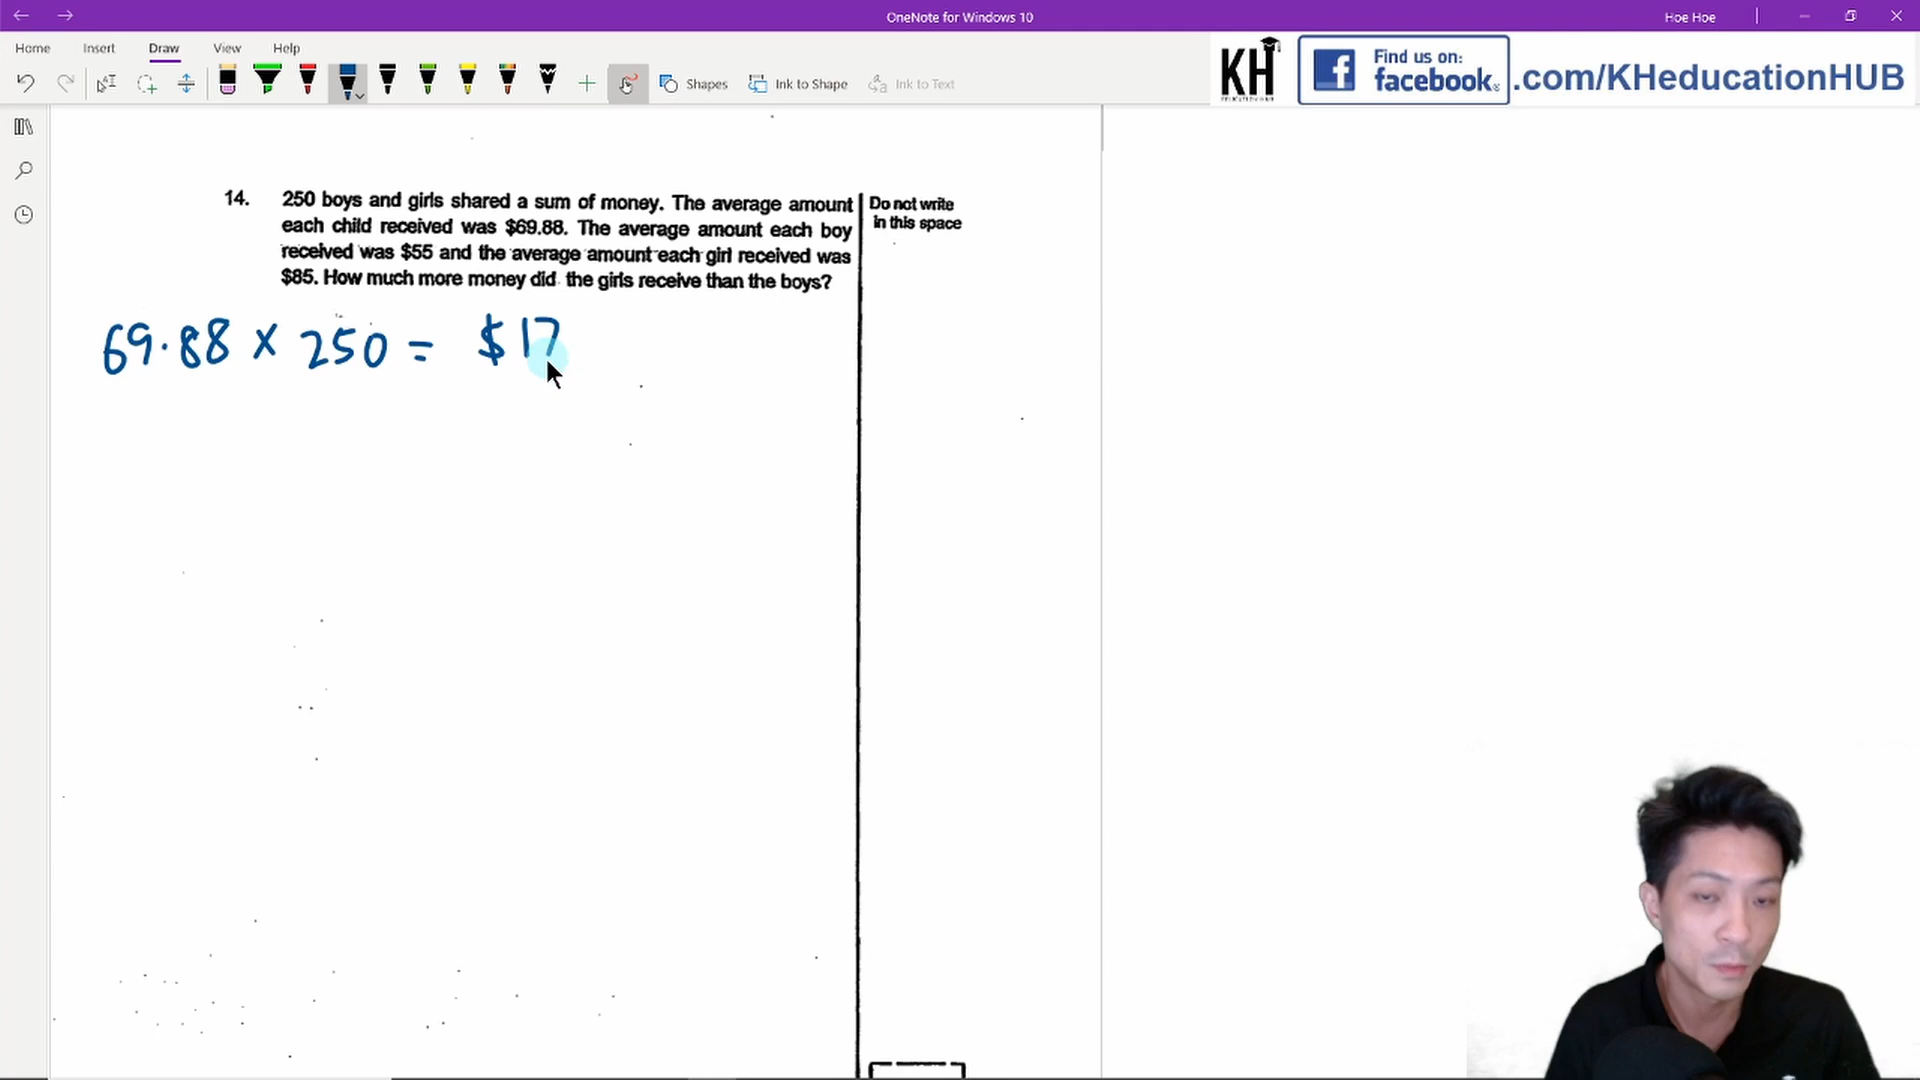 OneNote for Windows 10
Hoe Hoe
Home Insert Draw View Help
Shapes
Ink to Shape
Ink to Text
KH
Find us on:
facebook
.com/KHeducationHUB
14. 250 boys and girls shared a sum of money. The average amount
each child received was $69.88. The average amount each boy
received was $55 and the average amount each girl received was
$85. How much more money did the girls receive than the boys?
Do not write
in this space
69.88 × 250 = $17